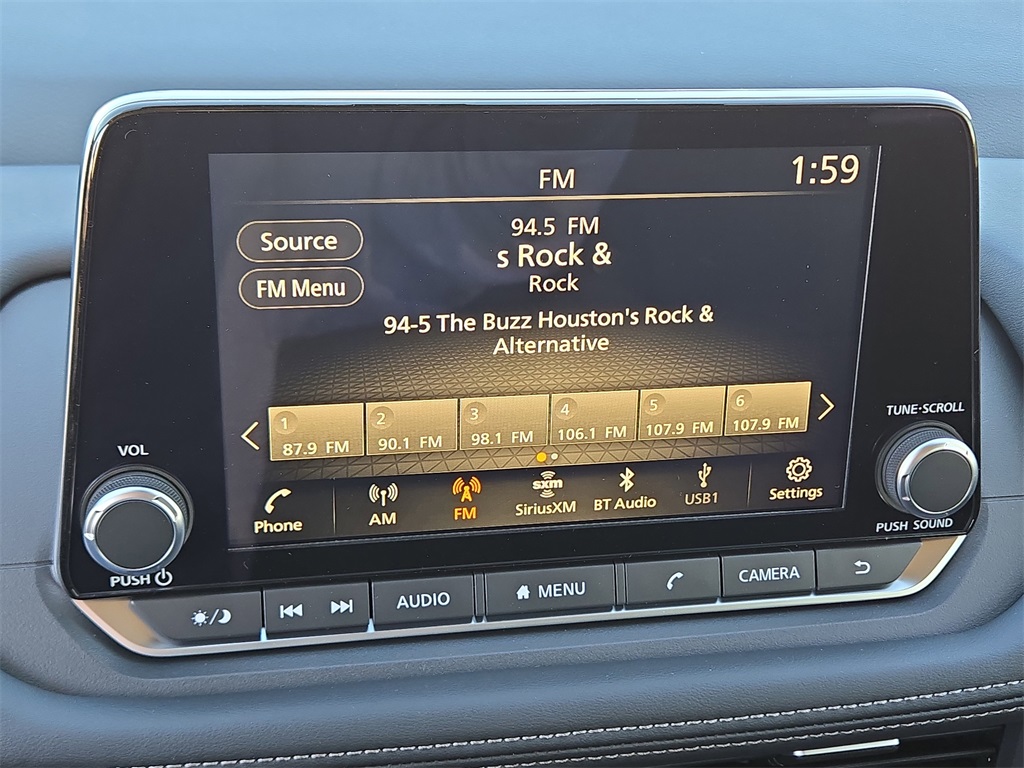 FM
1:59
94.5 FM
Source
s Rock &
Rock
FM Menu
94-5 The Buzz Houston's Rock &
Alternative
1 2 3 4 5 6
87.9 FM 90.1 FM 98.1 FM 106.1 FM 107.9 FM 107.9 FM
Phone AM FM sxm SiriusXM BT Audio USB1 Settings
VOL
PUSH
TUNE·SCROLL
PUSH SOUND
AUDIO MENU CAMERA